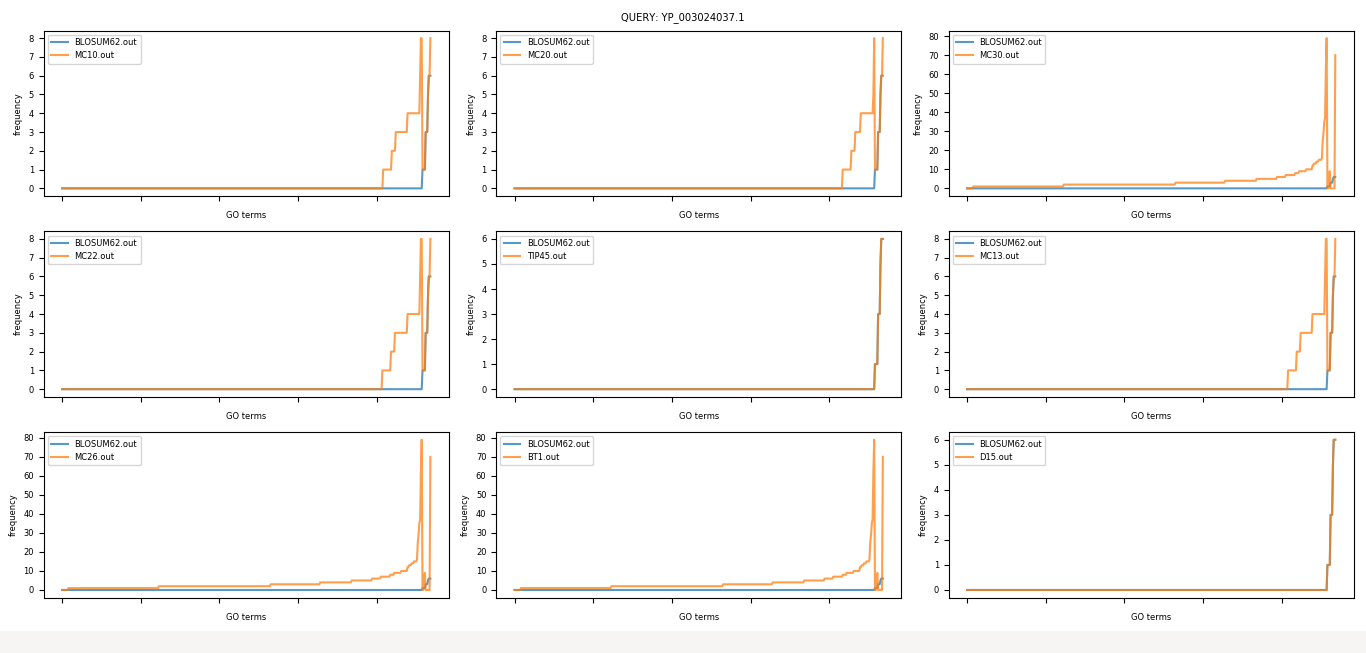 QUERY: YP_003024037.1
BLOSUM62.out
MC10.out
frequency
8
7
6
5
4
3
2
1
0
GO terms
BLOSUM62.out
MC20.out
frequency
8
7
6
5
4
3
2
1
0
GO terms
BLOSUM62.out
MC30.out
frequency
80
70
60
50
40
30
20
10
0
GO terms
BLOSUM62.out
MC22.out
frequency
8
7
6
5
4
3
2
1
0
GO terms
BLOSUM62.out
TIP45.out
frequency
6
5
4
3
2
1
0
GO terms
BLOSUM62.out
MC13.out
frequency
8
7
6
5
4
3
2
1
0
GO terms
BLOSUM62.out
MC26.out
frequency
80
70
60
50
40
30
20
10
0
GO terms
BLOSUM62.out
BT1.out
frequency
80
70
60
50
40
30
20
10
0
GO terms
BLOSUM62.out
D15.out
frequency
6
5
4
3
2
1
0
GO terms